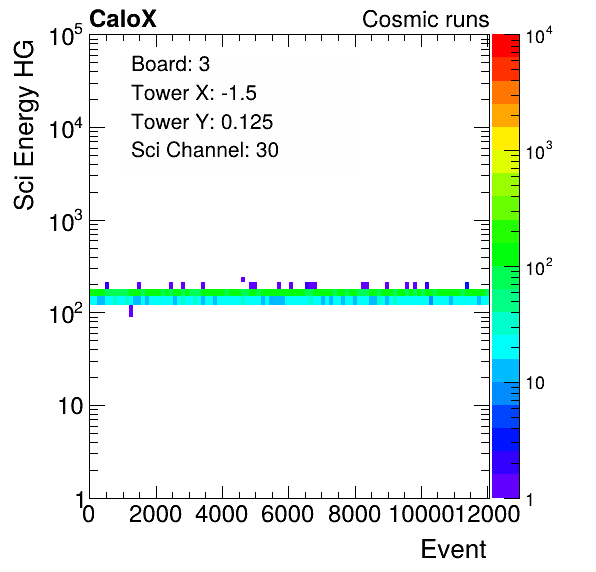 CaloX Cosmic runs
Board: 3
Tower X: -1.5
Tower Y: 0.125
Sci Channel: 30
Sci Energy HG
10^5
10^4
10^3
10^2
10
1
0 2000 4000 6000 8000 10000 12000
Event
10^4
10^3
10^2
10
1